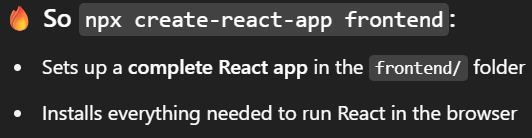 🔥 So npx create-react-app frontend:
• Sets up a complete React app in the frontend/ folder
• Installs everything needed to run React in the browser